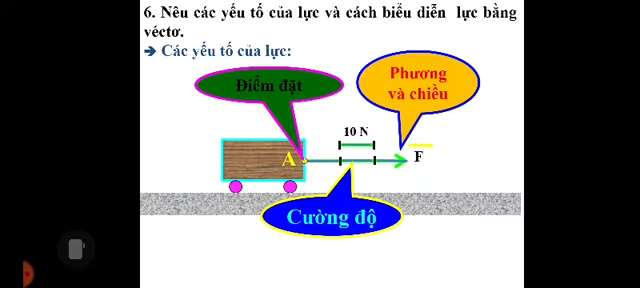 6. Nêu các yếu tố của lực và cách biểu diễn lực bằng
véctơ.
➔ Các yếu tố của lực:
Điểm đặt
Phương
và chiều
10 N
A
F
Cường độ